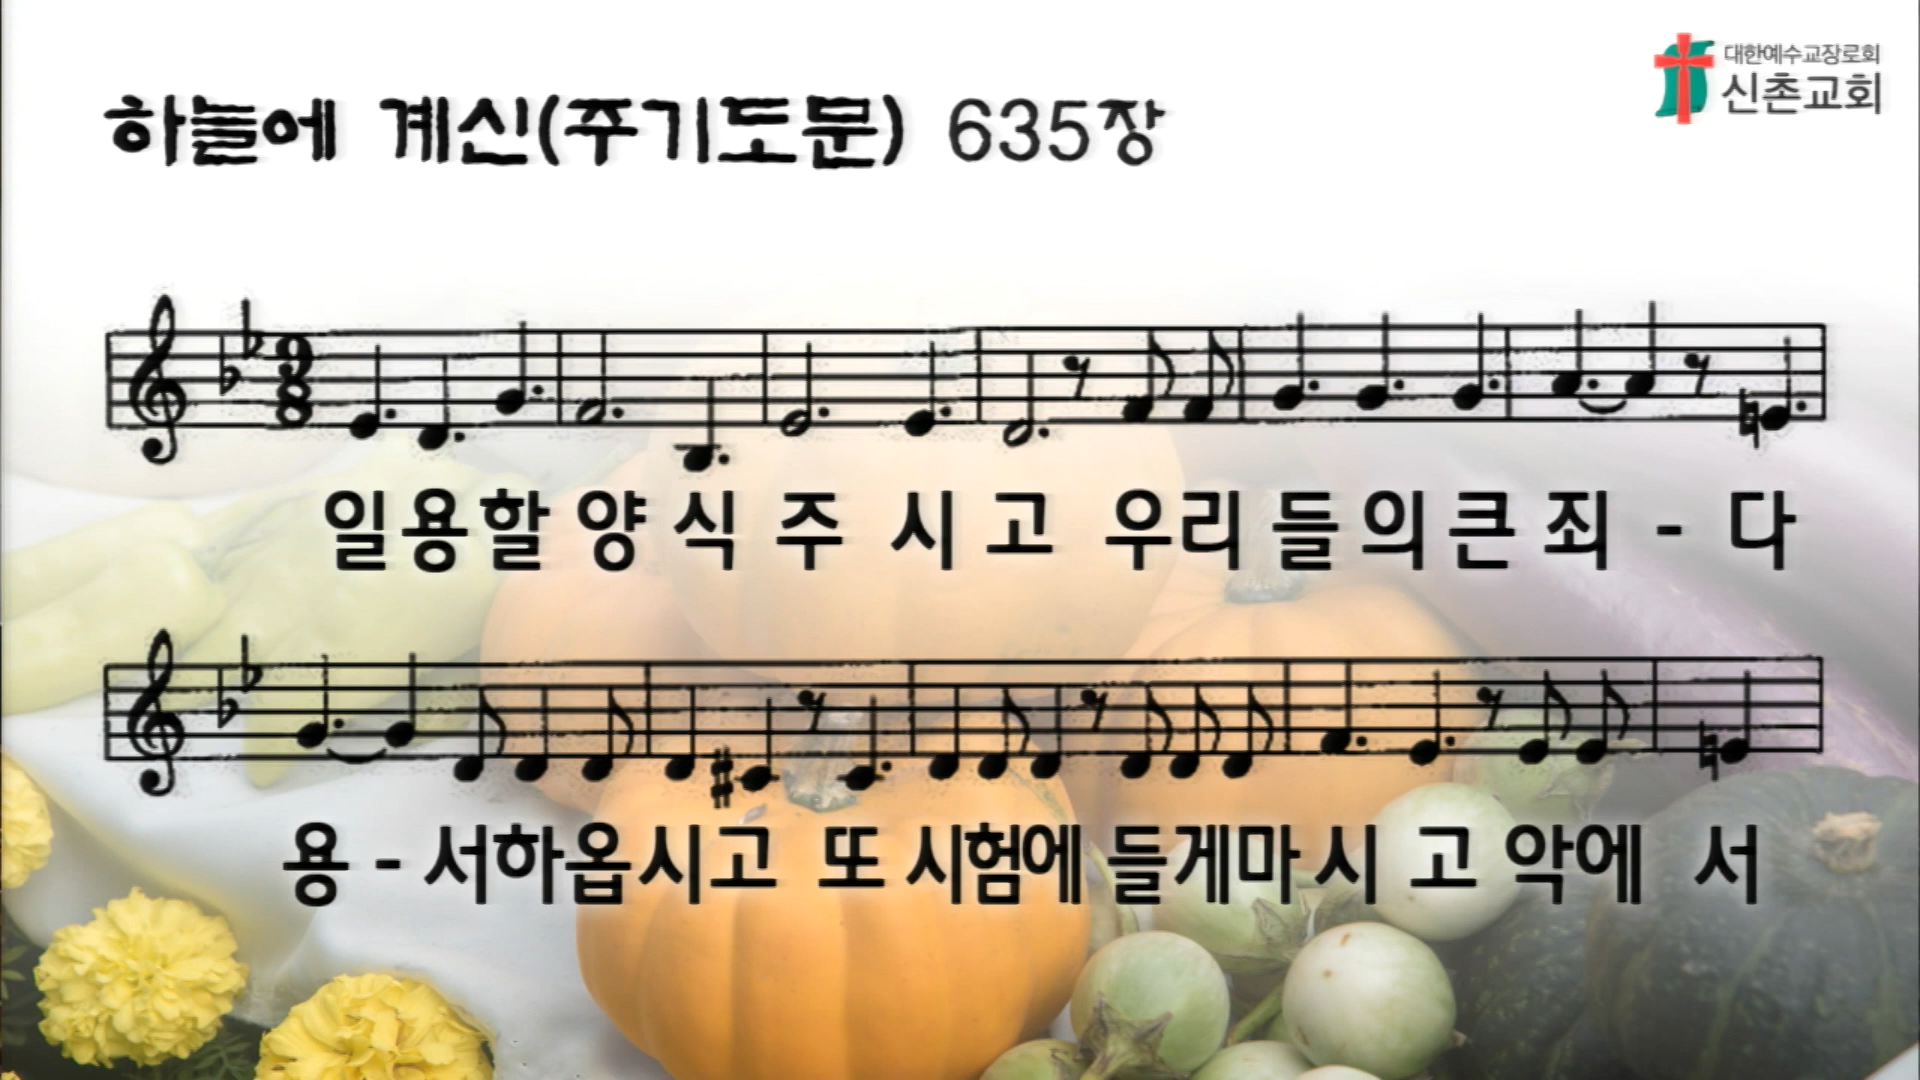 대한예수교장로회
신촌교회
하늘에 계신(주기도문) 635장
일용할 양식 주 시 고 우리 들 의 큰 죄 - 다
용 - 서하옵시고 또 시험에 들게마 시 고 악에 서